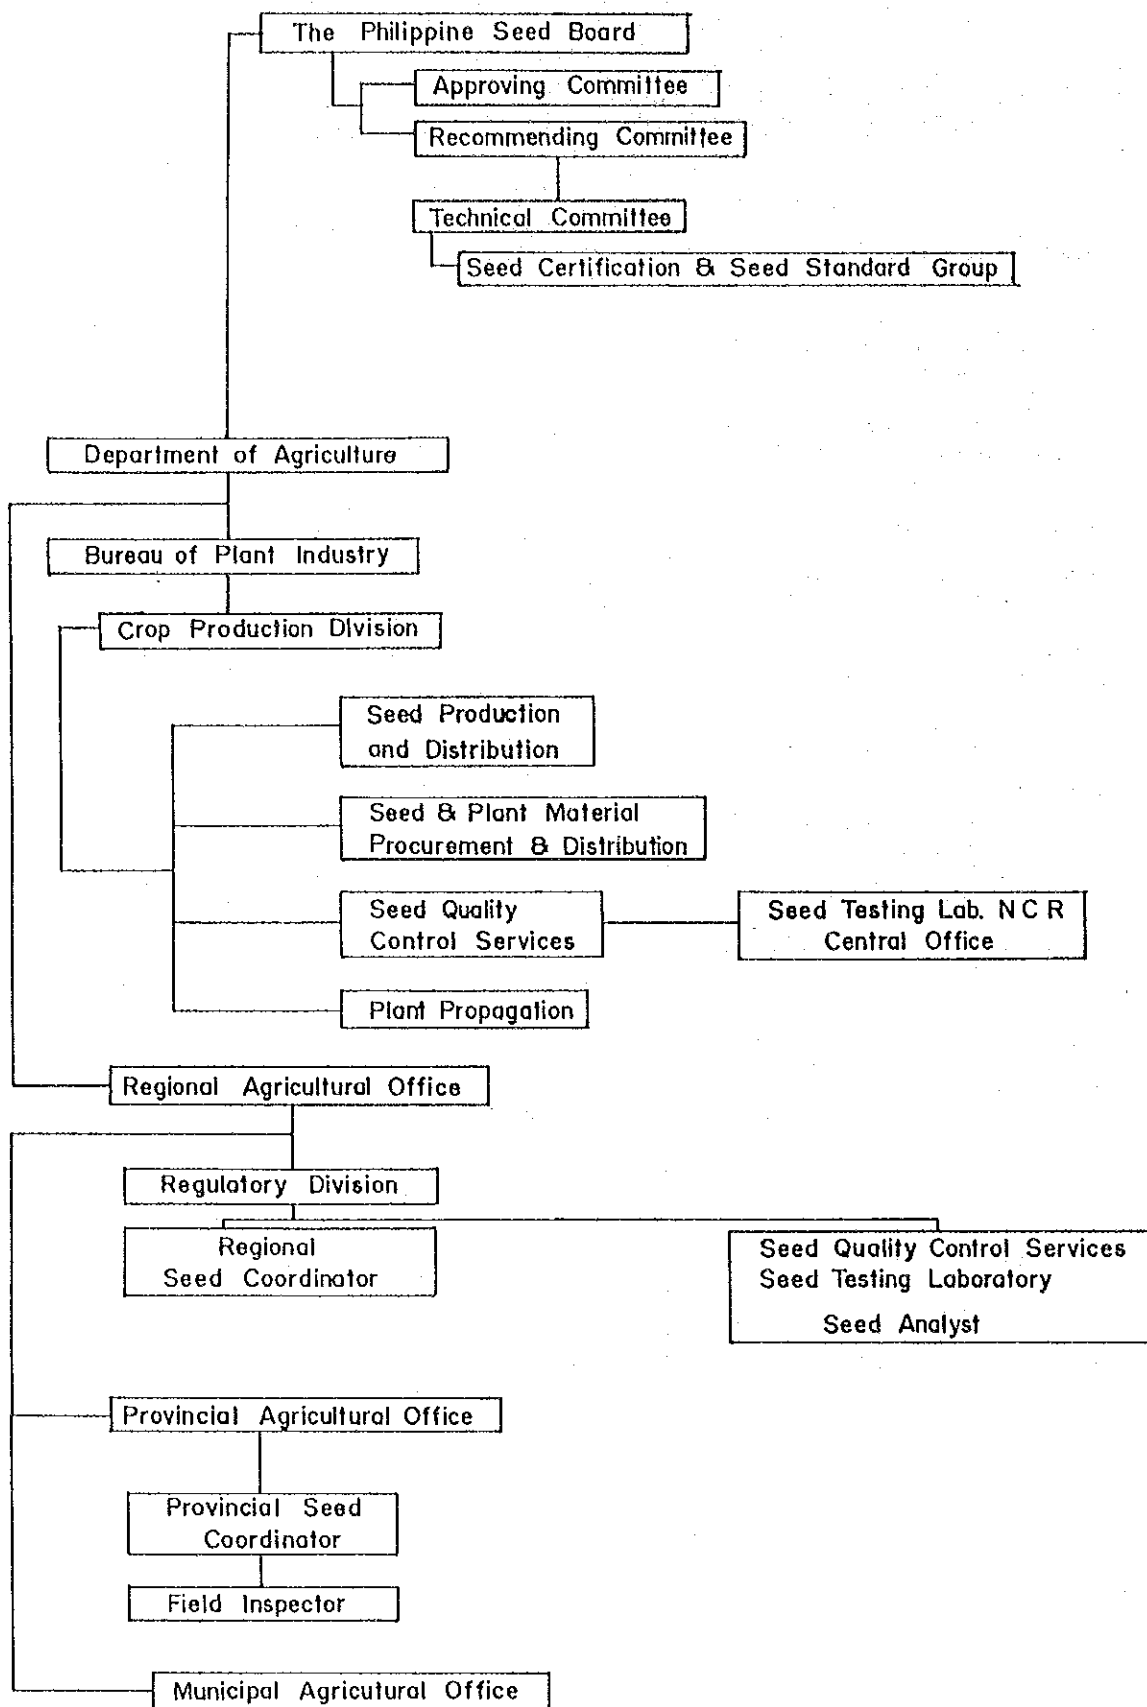 The Philippine Seed Board
Approving Committee
Recommending Committee
Technical Committee
Seed Certification & Seed Standard Group
Department of Agriculture
Bureau of Plant Industry
Crop Production Division
Seed Production
and Distribution
Seed & Plant Material
Procurement & Distribution
Seed Quality
Control Services
Seed Testing Lab. N C R
Central Office
Plant Propagation
Regional Agricultural Office
Regulatory Division
Regional
Seed Coordinator
Seed Quality Control Services
Seed Testing Laboratory
Seed Analyst
Provincial Agricultural Office
Provincial Seed
Coordinator
Field Inspector
Municipal Agricutural Office